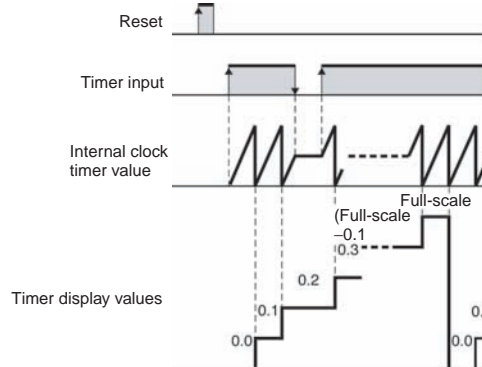 Reset
Timer input
Internal clock
timer value
Full-scale
(Full-scale
–0.1
0.3
0.2
Timer display values
0.1
0.0
0.0
0.